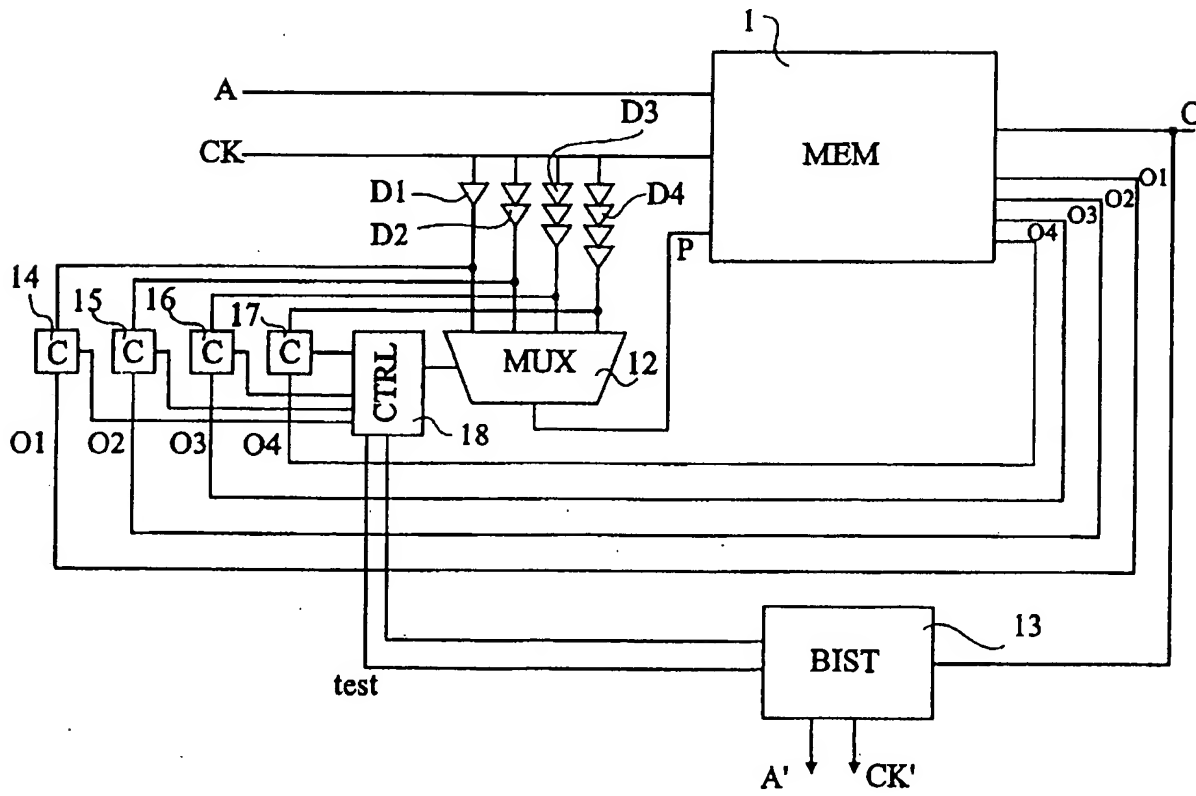 1
A
D3
CK
MEM
O
D1
D4
O1
O2
D2
O3
P
O4
14
15
16
17
C
C
C
C
CTRL
MUX
12
18
O1
O2
O3
O4
13
BIST
test
A'
CK'